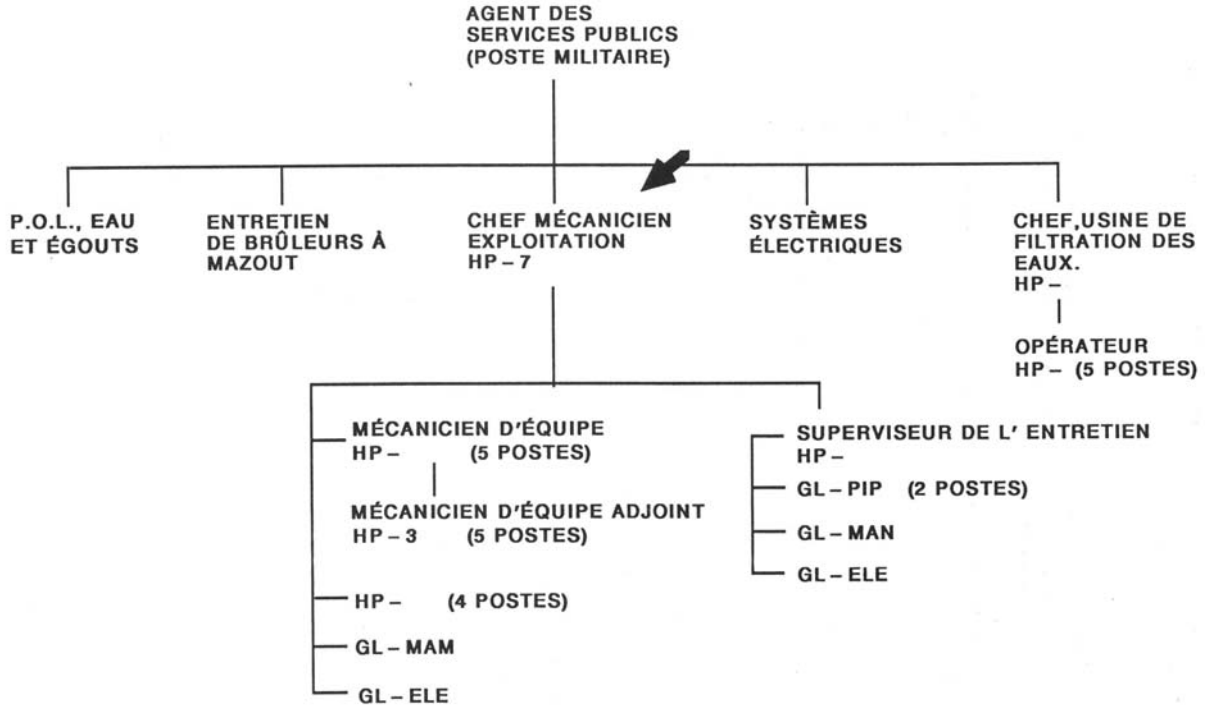 AGENT DES
SERVICES PUBLICS
(POSTE MILITAIRE)
P.O.L., EAU
ET ÉGOUTS
ENTRETIEN
DE BRÛLEURS À
MAZOUT
CHEF MÉCANICIEN
EXPLOITATION
HP – 7
SYSTÈMES
ÉLECTRIQUES
CHEF,USINE DE
FILTRATION DES
EAUX.
HP –
OPÉRATEUR
HP – (5 POSTES)
MÉCANICIEN D'ÉQUIPE
HP – (5 POSTES)
MÉCANICIEN D'ÉQUIPE ADJOINT
HP – 3 (5 POSTES)
HP – (4 POSTES)
GL – MAM
GL – ELE
SUPERVISEUR DE L' ENTRETIEN
HP –
GL – PIP (2 POSTES)
GL – MAN
GL – ELE